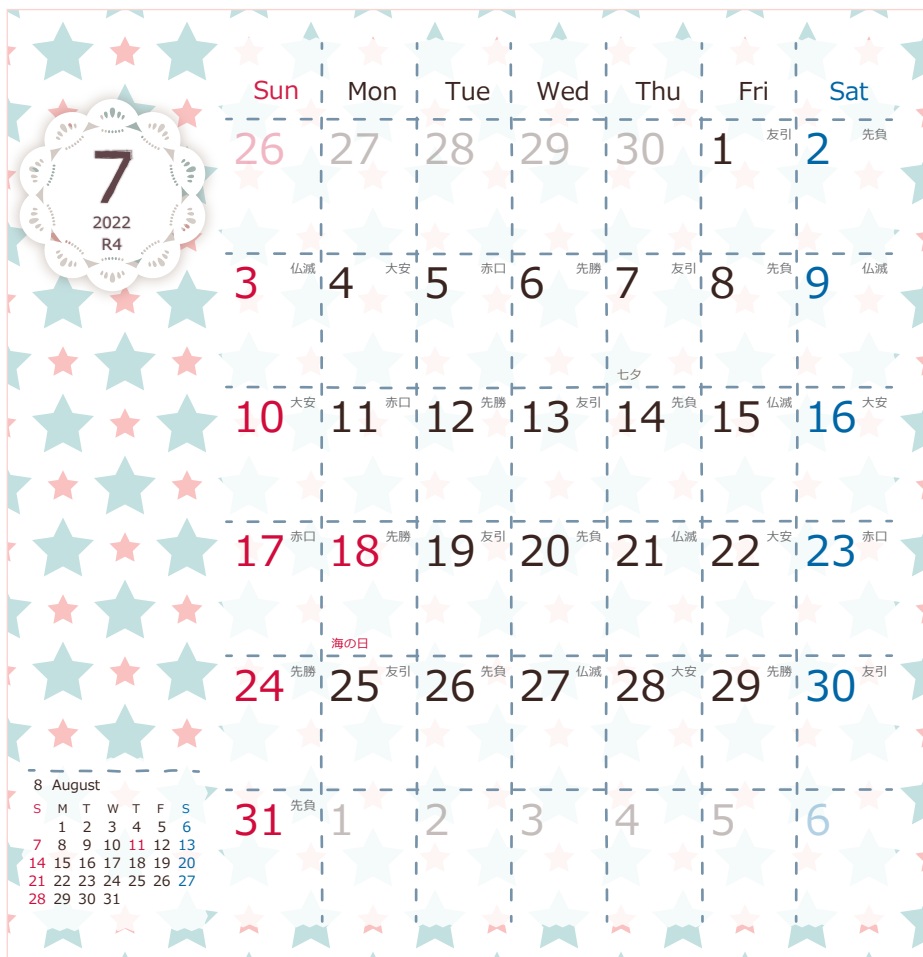 7
2022
R4
Sun Mon Tue Wed Thu Fri Sat
26 27 28 29 30 1 友引 2 先負
3 仏滅 4 大安 5 赤口 6 先勝 7 友引 8 先負 9 仏滅
七夕
10 大安 11 赤口 12 先勝 13 友引 14 先負 15 仏滅 16 大安
17 赤口 18 先勝 19 友引 20 先負 21 仏滅 22 大安 23 赤口
海の日
24 先勝 25 友引 26 先負 27 仏滅 28 大安 29 先勝 30 友引
31 先負 1 2 3 4 5 6
8 August
S M T W T F S
1 2 3 4 5 6
7 8 9 10 11 12 13
14 15 16 17 18 19 20
21 22 23 24 25 26 27
28 29 30 31